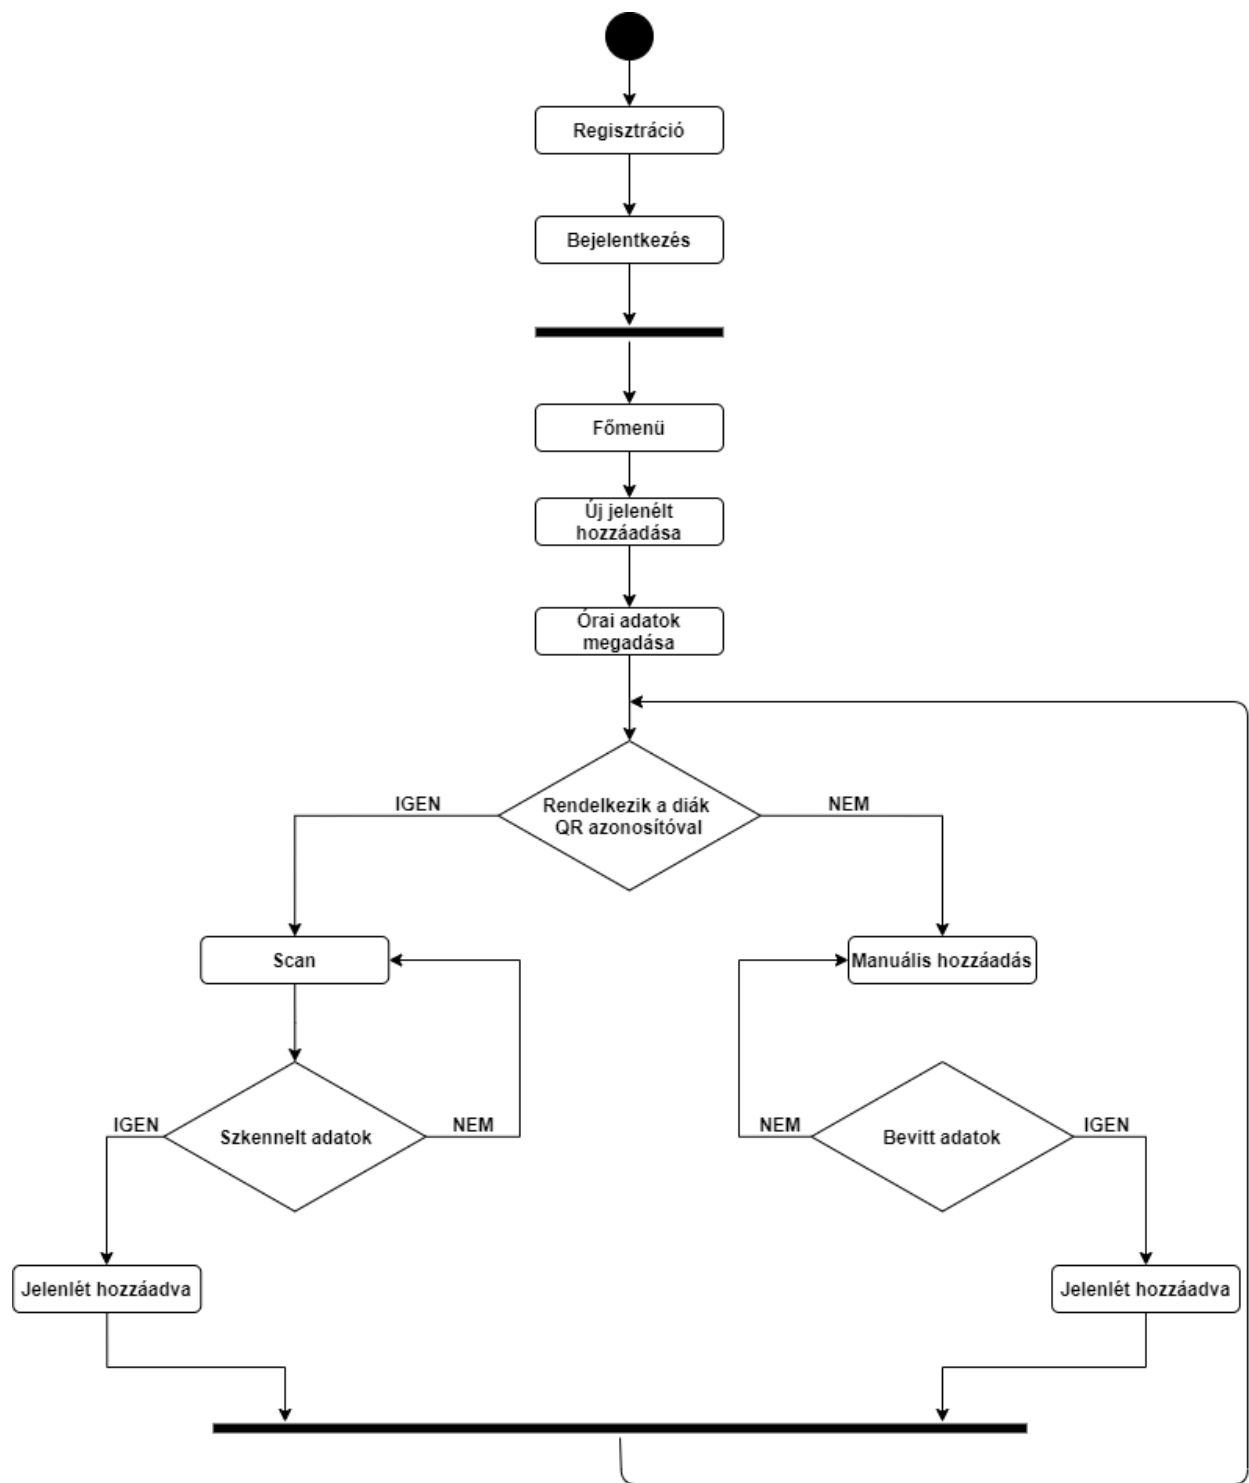 Regisztráció
Bejelentkezés
Főmenü
Új jelenélt
hozzáadása
Órai adatok
megadása
Rendelkezik a diák
QR azonosítóval
IGEN
NEM
Scan
Manuális hozzáadás
Szkennelt adatok
IGEN
NEM
Bevitt adatok
NEM
IGEN
Jelenlét hozzáadva
Jelenlét hozzáadva